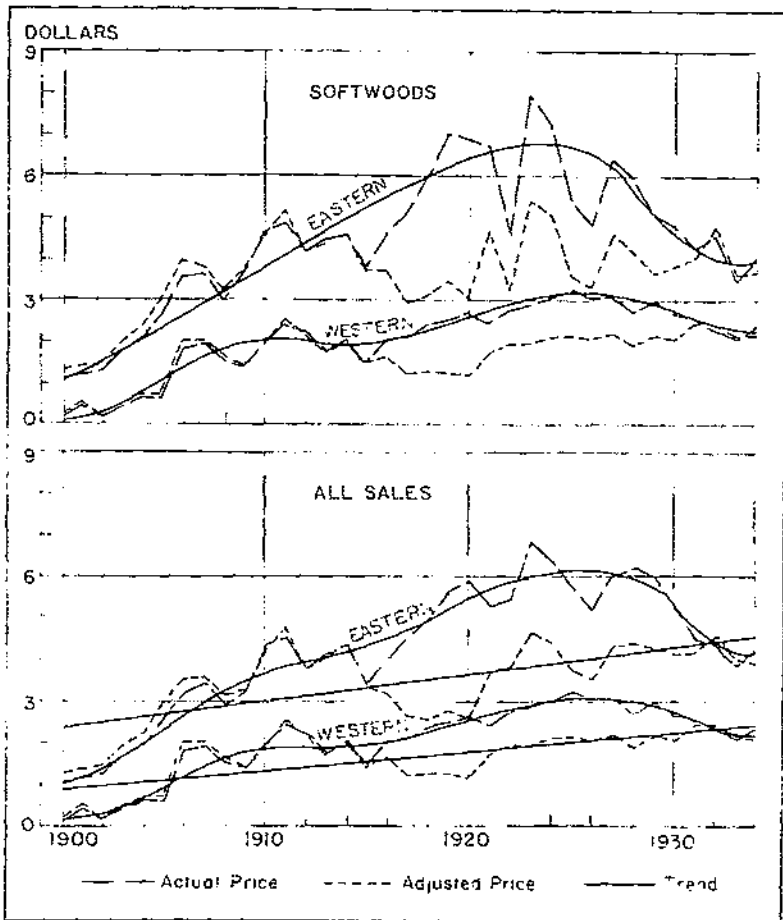 DOLLARS
9
SOFTWOODS
6
EASTERN
3
WESTERN
0
9
ALL SALES
6
EASTERN
3
WESTERN
0
1900 1910 1920 1930
Actual Price Adjusted Price Trend